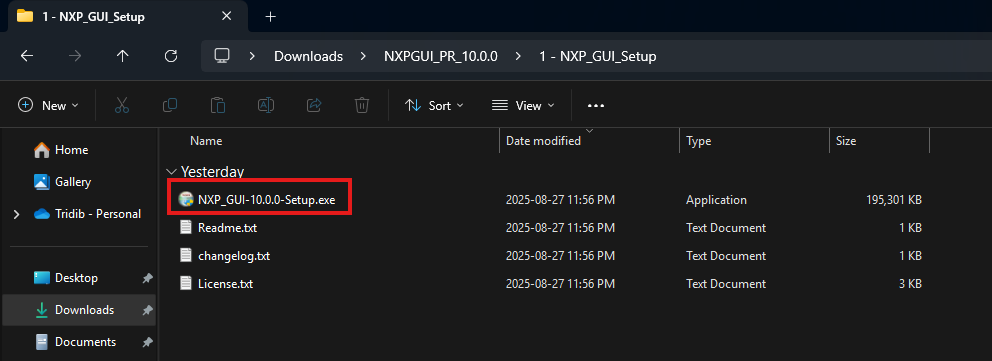 1 - NXP_GUI_Setup
Downloads NXPGUI_PR_10.0.0 1 - NXP_GUI_Setup
New Sort View
Name Date modified Type Size
Home
Gallery
Tridib - Personal
Desktop
Downloads
Documents
Yesterday
NXP_GUI-10.0.0-Setup.exe 2025-08-27 11:56 PM Application 195,301 KB
Readme.txt 2025-08-27 11:56 PM Text Document 1 KB
changelog.txt 2025-08-27 11:56 PM Text Document 1 KB
License.txt 2025-08-27 11:56 PM Text Document 3 KB